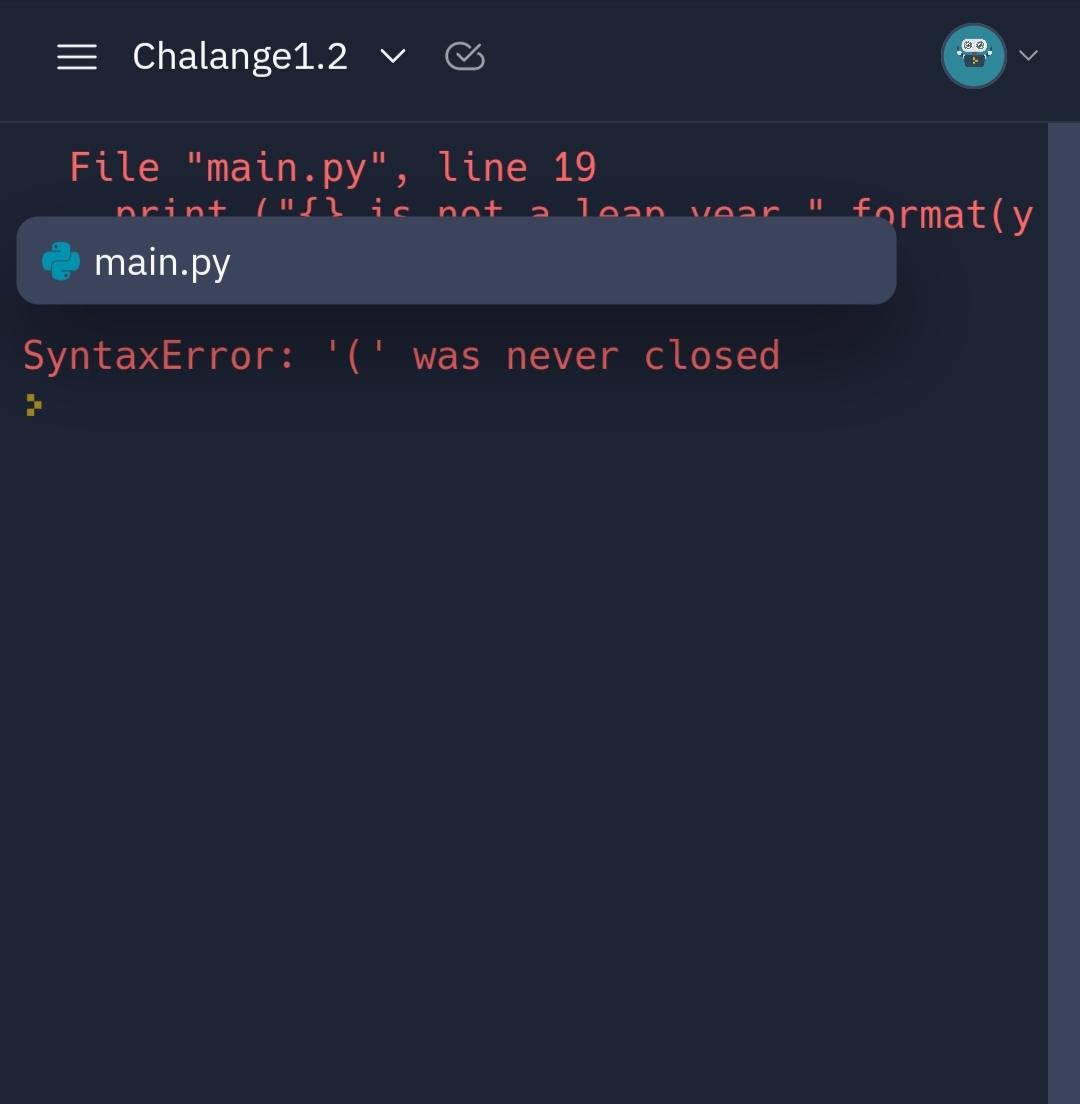 Chalange1.2
File "main.py", line 19
print ("{} is not a leap year.".format(y
main.py
SyntaxError: '(' was never closed